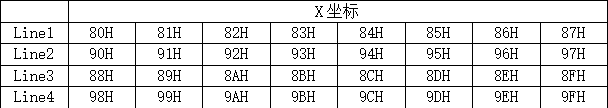 X坐标
Line1 80H 81H 82H 83H 84H 85H 86H 87H
Line2 90H 91H 92H 93H 94H 95H 96H 97H
Line3 88H 89H 8AH 8BH 8CH 8DH 8EH 8FH
Line4 98H 99H 9AH 9BH 9CH 9DH 9EH 9FH